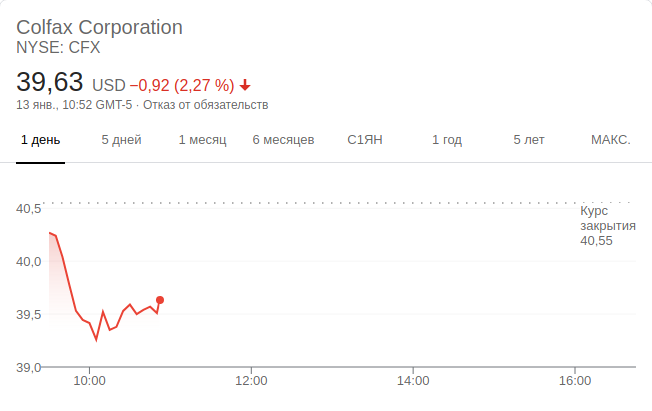 Colfax Corporation
NYSE: CFX
39,63 USD −0,92 (2,27 %)
13 янв., 10:52 GMT-5 · Отказ от обязательств
1 день 5 дней 1 месяц 6 месяцев С1ЯН 1 год 5 лет МАКС.
40,5
Курс
закрытия
40,55
40,0
39,5
39,0
10:00 12:00 14:00 16:00